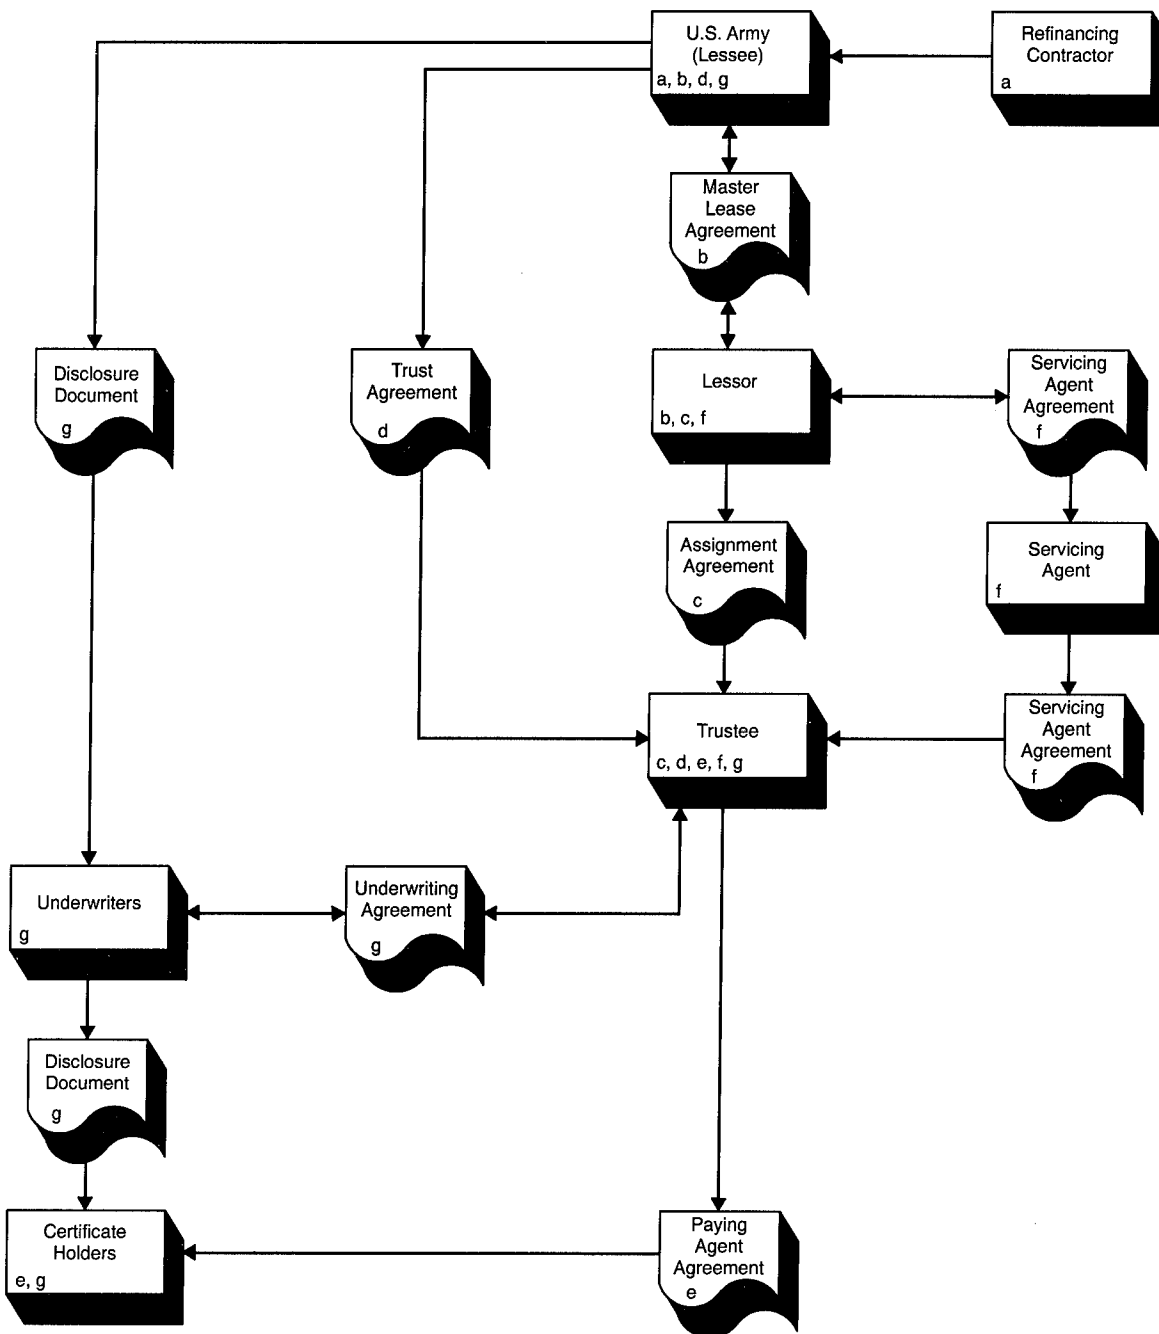 U.S. Army
(Lessee)
a, b, d, g
Refinancing
Contractor
a
Master
Lease
Agreement
b
Disclosure
Document
g
Trust
Agreement
d
Lessor
b, c, f
Servicing
Agent
Agreement
f
Assignment
Agreement
c
Servicing
Agent
f
Trustee
c, d, e, f, g
Servicing
Agent
Agreement
f
Underwriters
g
Underwriting
Agreement
g
Disclosure
Document
g
Certificate
Holders
e, g
Paying
Agent
Agreement
e